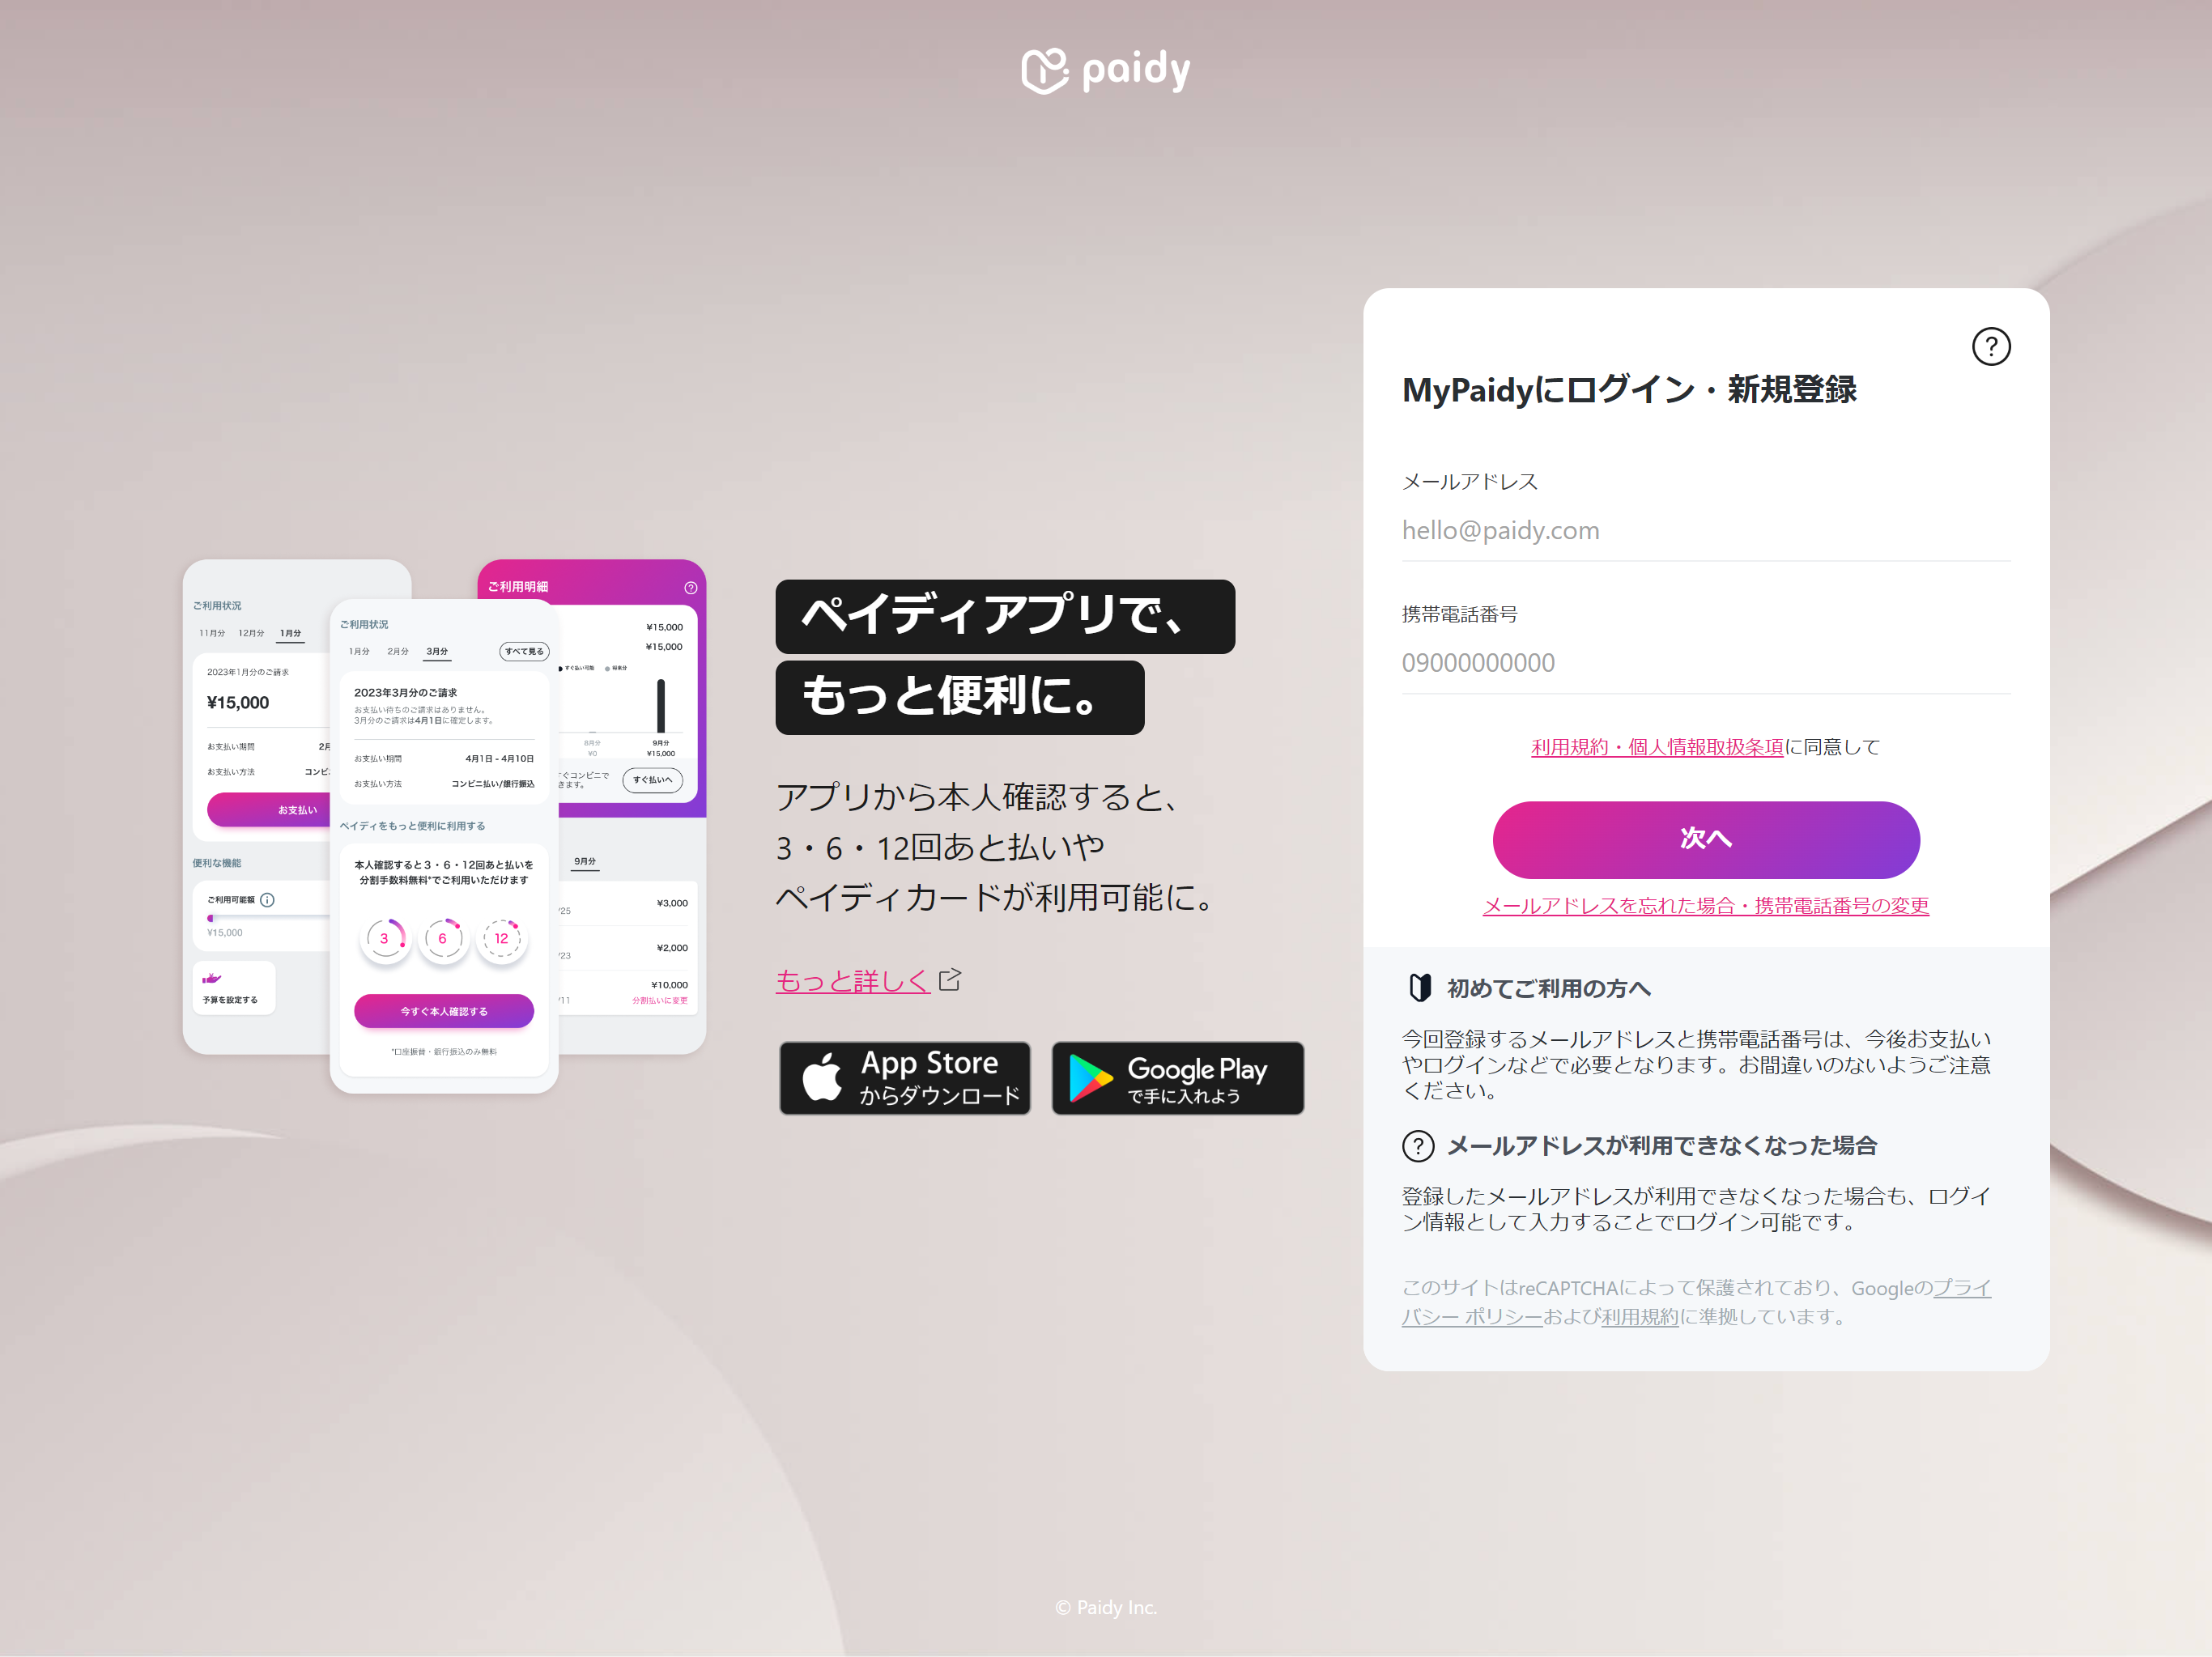 paidy
ご利用状況
11月分 12月分 1月分
2023年1月分のご請求
¥15,000
お支払い期間 2月
お支払い方法
お支払い
便利な機能
ご利用可能額
¥15,000
予算を設定する
ご利用状況
1月分 2月分 3月分 すべて見る
2023年3月分のご請求
お支払い待ちのご請求はありません。
3月分のご請求は4月1日に確定します。
お支払い期間 4月1日 - 4月10日
お支払い方法 コンビニ払い/銀行振込
ペイディをもっと便利に利用する
本人確認すると３・６・12回あと払いを
分割手数料無料*でご利用いただけます
3 6 12
今すぐ本人確認する
*口座振替・銀行振込のみ無料
ご利用明細
?
¥15,000
¥15,000
すぐ払い可能 将来分
8月分 9月分
¥0 ¥15,000
ぐコンビニで
きます。
すぐ払いへ
9月分
¥3,000
/25
¥2,000
/23
¥10,000
/11 分割払いに変更
ペイディアプリで、
もっと便利に。
アプリから本人確認すると、
3・6・12回あと払いや
ペイディカードが利用可能に。
もっと詳しく
App Store
からダウンロード
Google Play
で手に入れよう
?
MyPaidyにログイン・新規登録
メールアドレス
hello@paidy.com
携帯電話番号
09000000000
利用規約・個人情報取扱条項に同意して
次へ
メールアドレスを忘れた場合・携帯電話番号の変更
初めてご利用の方へ
今回登録するメールアドレスと携帯電話番号は、今後お支払い
やログインなどで必要となります。お間違いのないようご注意
ください。
? メールアドレスが利用できなくなった場合
登録したメールアドレスが利用できなくなった場合も、ログイ
ン情報として入力することでログイン可能です。
このサイトはreCAPTCHAによって保護されており、Googleのプライ
バシー ポリシーおよび利用規約に準拠しています。
© Paidy Inc.